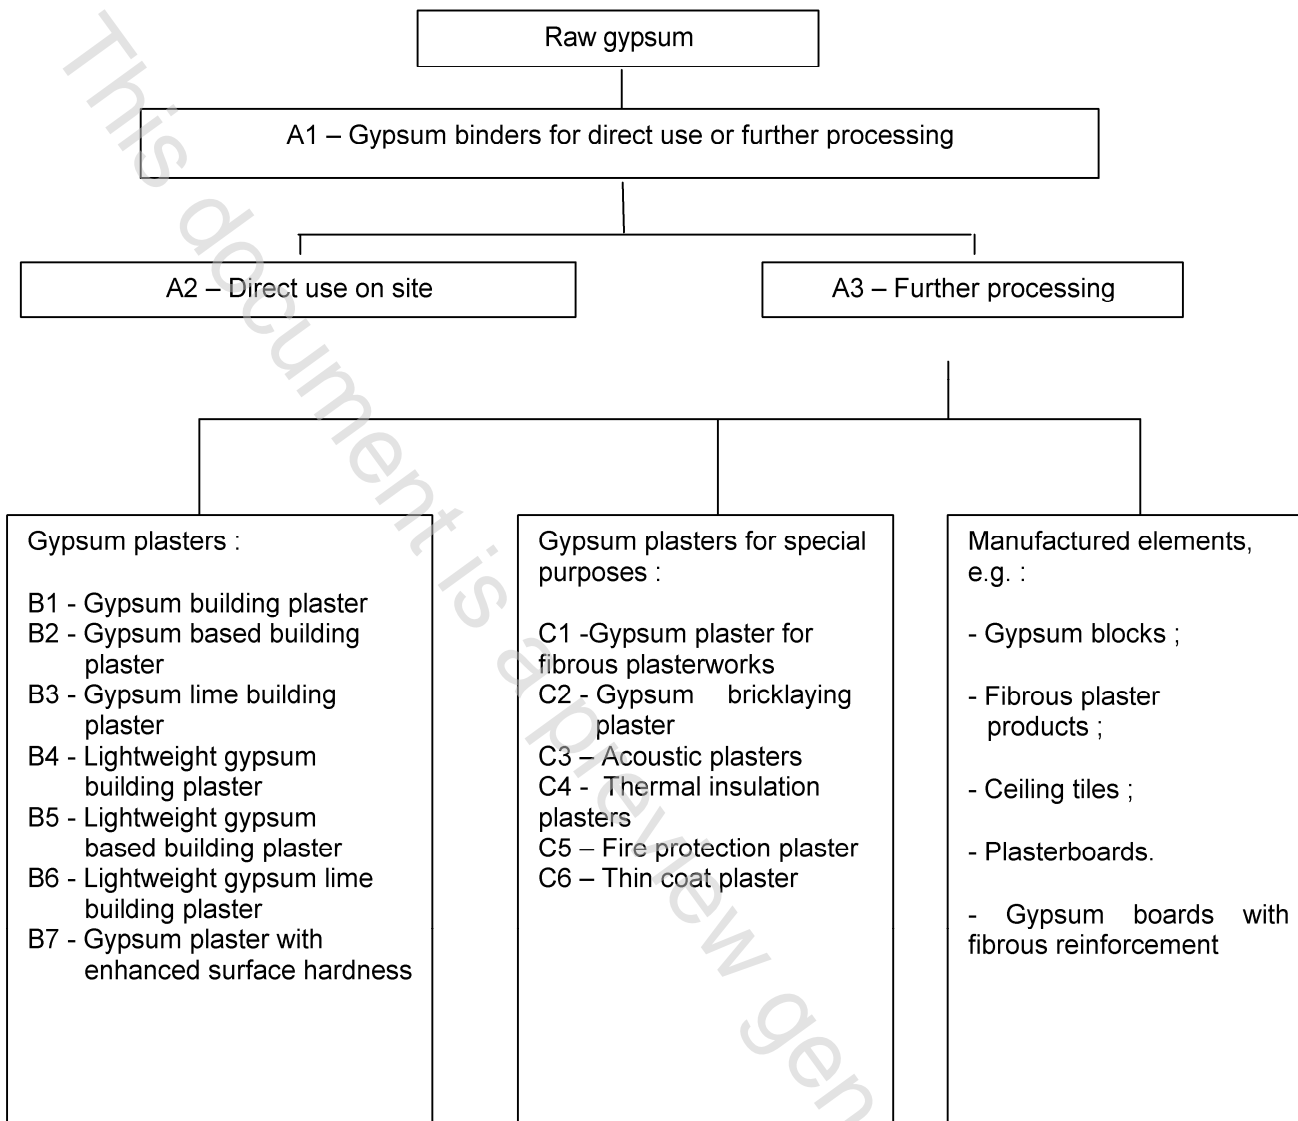 Raw gypsum
A1 – Gypsum binders for direct use or further processing
A2 – Direct use on site
A3 – Further processing
Gypsum plasters :
B1 - Gypsum building plaster
B2 - Gypsum based building
plaster
B3 - Gypsum lime building
plaster
B4 - Lightweight gypsum
building plaster
B5 - Lightweight gypsum
based building plaster
B6 - Lightweight gypsum lime
building plaster
B7 - Gypsum plaster with
enhanced surface hardness
Gypsum plasters for special
purposes :
C1 -Gypsum plaster for
fibrous plasterworks
C2 - Gypsum bricklaying
plaster
C3 – Acoustic plasters
C4 - Thermal insulation
plasters
C5 – Fire protection plaster
C6 – Thin coat plaster
Manufactured elements,
e.g. :
- Gypsum blocks ;
- Fibrous plaster
products ;
- Ceiling tiles ;
- Plasterboards.
- Gypsum boards with
fibrous reinforcement
This document is a preview gen